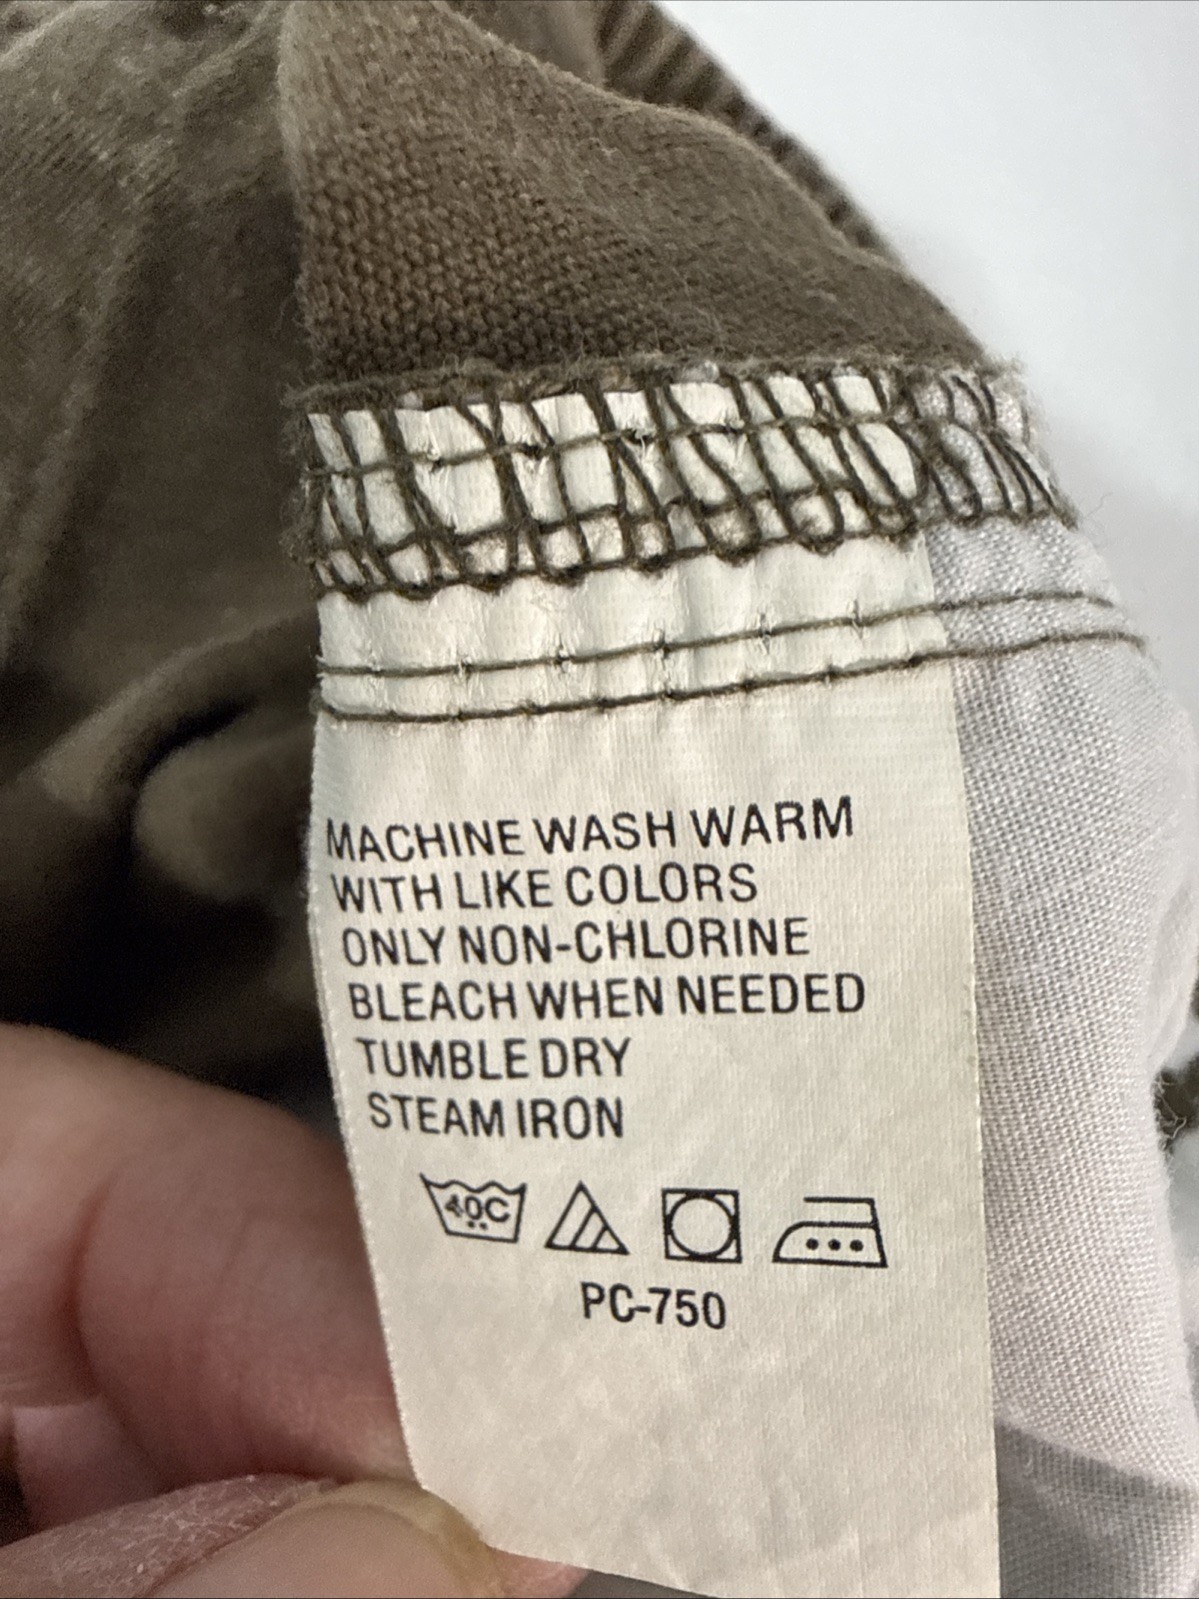 MACHINE WASH WARM
WITH LIKE COLORS
ONLY NON-CHLORINE
BLEACH WHEN NEEDED
TUMBLE DRY
STEAM IRON
40C
PC-750